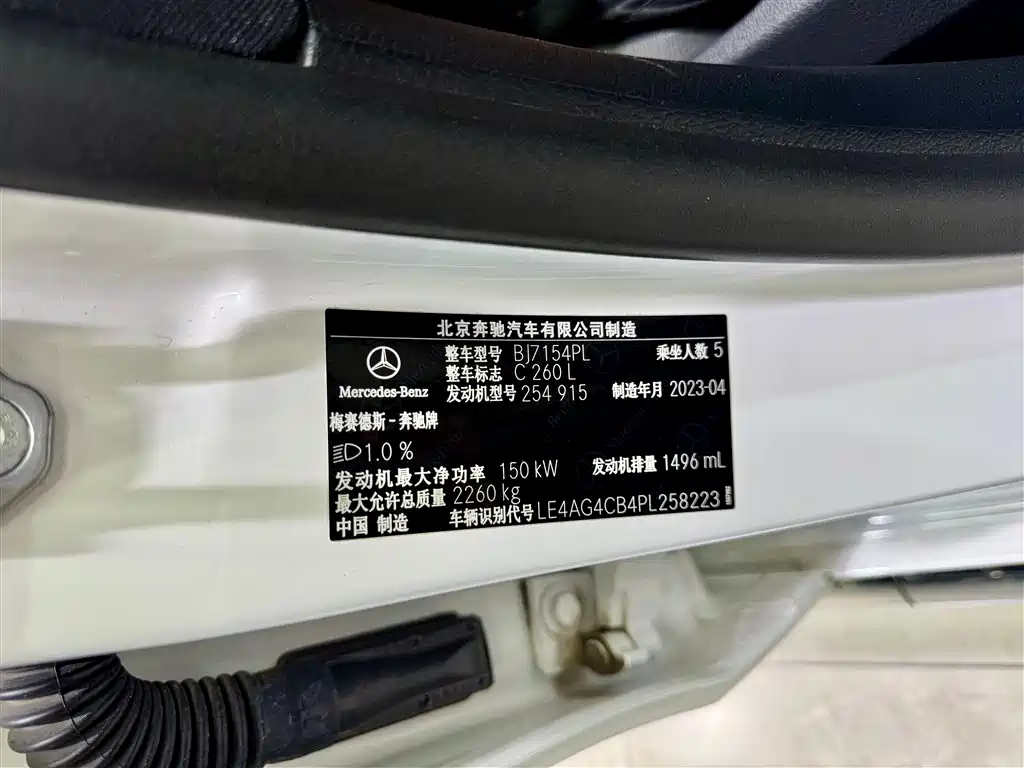 北京奔驰汽车有限公司制造
整车型号 BJ7154PL 乘坐人数 5
整车标志 C 260 L
Mercedes-Benz 发动机型号 254 915 制造年月 2023-04
梅赛德斯-奔驰牌
1.0 %
发动机最大净功率 150 kW 发动机排量 1496 mL
最大允许总质量 2260 kg
中国 制造 车辆识别代号 LE4AG4CB4PL258223